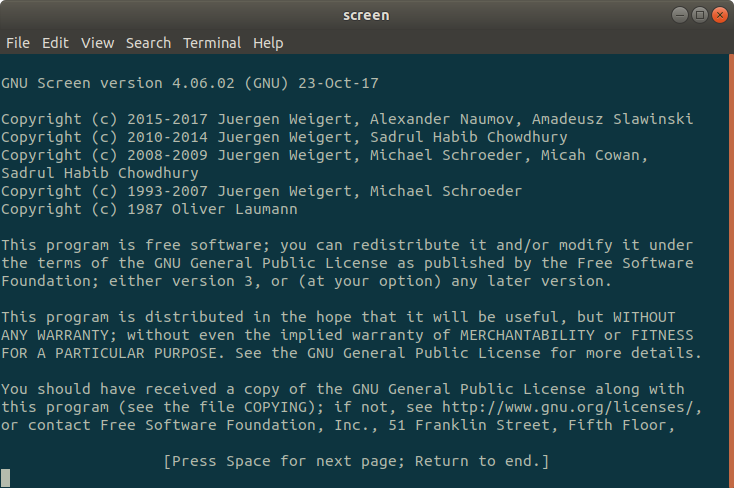 screen
File Edit View Search Terminal Help
GNU Screen version 4.06.02 (GNU) 23-Oct-17
Copyright (c) 2015-2017 Juergen Weigert, Alexander Naumov, Amadeusz Slawinski
Copyright (c) 2010-2014 Juergen Weigert, Sadrul Habib Chowdhury
Copyright (c) 2008-2009 Juergen Weigert, Michael Schroeder, Micah Cowan,
Sadrul Habib Chowdhury
Copyright (c) 1993-2007 Juergen Weigert, Michael Schroeder
Copyright (c) 1987 Oliver Laumann
This program is free software; you can redistribute it and/or modify it under
the terms of the GNU General Public License as published by the Free Software
Foundation; either version 3, or (at your option) any later version.
This program is distributed in the hope that it will be useful, but WITHOUT
ANY WARRANTY; without even the implied warranty of MERCHANTABILITY or FITNESS
FOR A PARTICULAR PURPOSE. See the GNU General Public License for more details.
You should have received a copy of the GNU General Public License along with
this program (see the file COPYING); if not, see http://www.gnu.org/licenses/,
or contact Free Software Foundation, Inc., 51 Franklin Street, Fifth Floor,
[Press Space for next page; Return to end.]